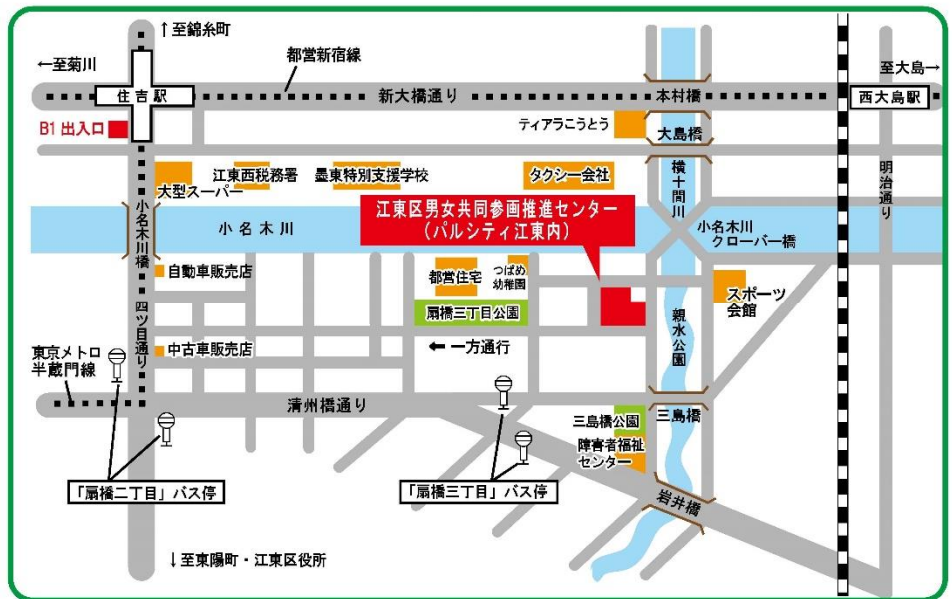 ↑至錦糸町
←至菊川
都営新宿線
至大島→
住吉駅
新大橋通り
本村橋
西大島駅
B1出入口
ティアラこうとう
大島橋
大型スーパー
江東西税務署
墨東特別支援学校
タクシー会社
横十間川
明治通り
江東区男女共同参画推進センター
(パルシティ江東内)
小名木川橋
小名木川
小名木川
クローバー橋
自動車販売店
都営住宅
つばめ
幼稚園
スポーツ
会館
四ツ目通り
扇橋三丁目公園
親水公園
東京メトロ
半蔵門線
中古車販売店
← 一方通行
清州橋通り
三島橋公園
三島橋
障害者福祉
センター
「扇橋二丁目」バス停
「扇橋三丁目」バス停
岩井橋
↓至東陽町・江東区役所